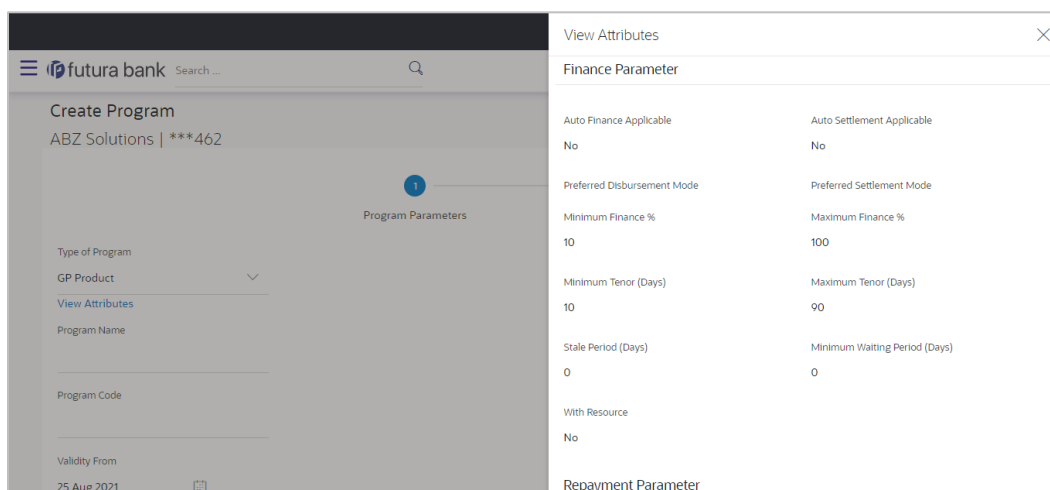 futura bank
Search ...
Create Program
ABZ Solutions | ***462
1
Program Parameters
Type of Program
GP Product
View Attributes
Program Name
Program Code
Validity From
25 Aug 2021
View Attributes
Finance Parameter
Auto Finance Applicable Auto Settlement Applicable
No No
Preferred Disbursement Mode Preferred Settlement Mode
Minimum Finance % Maximum Finance %
10 100
Minimum Tenor (Days) Maximum Tenor (Days)
10 90
Stale Period (Days) Minimum Waiting Period (Days)
0 0
With Resource
No
Repayment Parameter